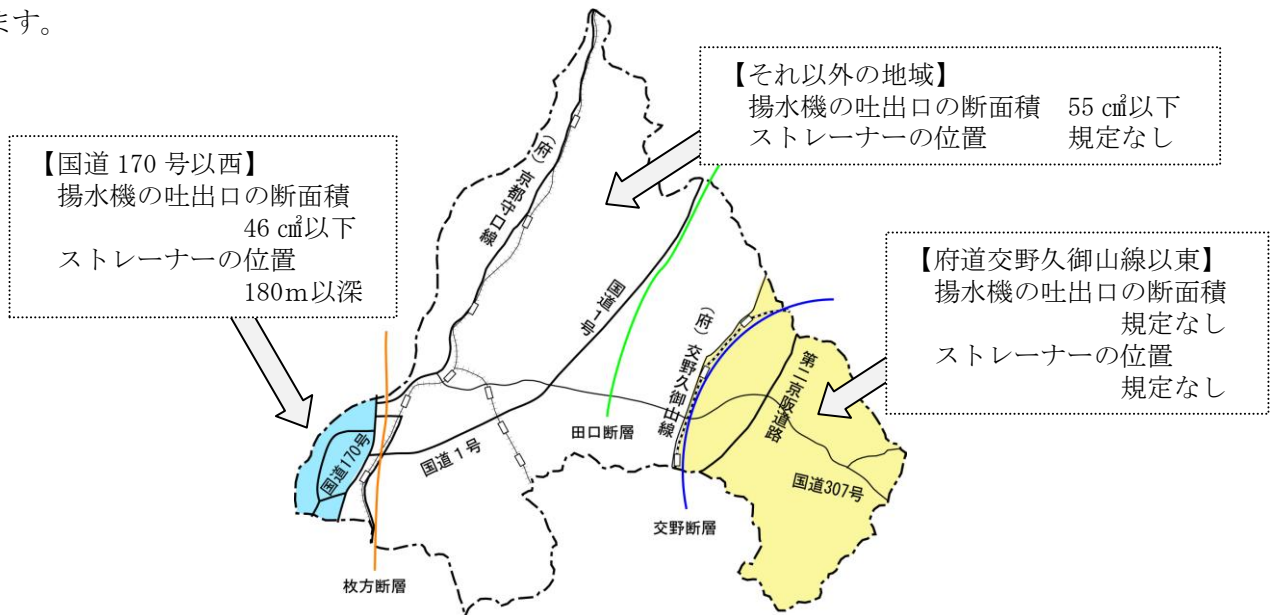 ます。
【それ以外の地域】
揚水機の吐出口の断面積 55 ㎠以下
ストレーナーの位置 規定なし
【国道 170 号以西】
揚水機の吐出口の断面積
46 ㎠以下
ストレーナーの位置
180ｍ以深
【府道交野久御山線以東】
揚水機の吐出口の断面積
規定なし
ストレーナーの位置
規定なし
(府)京都守口線
国道1号
(府)交野久御山線
第二京阪道路
国道170号
国道1号
田口断層
国道307号
交野断層
枚方断層